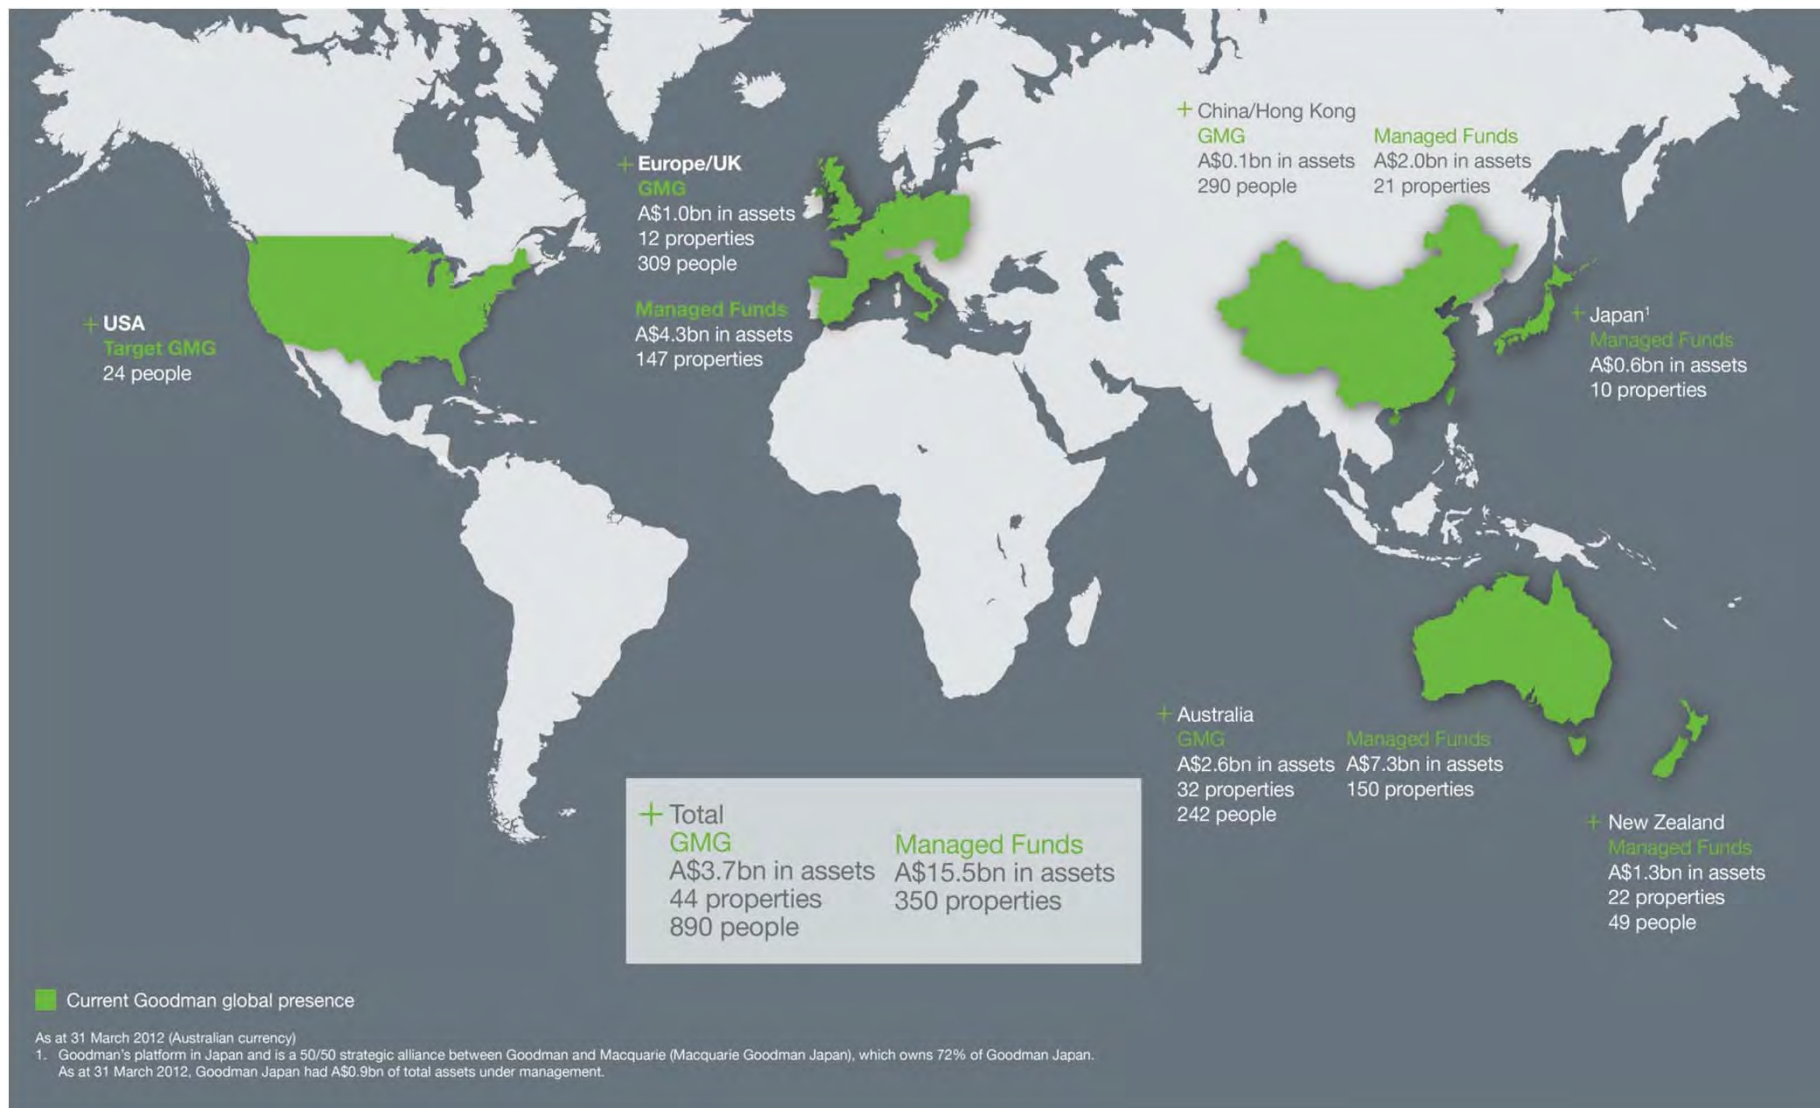 + China/Hong Kong
GMG Managed Funds
A$0.1bn in assets A$2.0bn in assets
290 people 21 properties
+ Europe/UK
GMG
A$1.0bn in assets
12 properties
309 people
Managed Funds
A$4.3bn in assets
147 properties
+ USA
Target GMG
24 people
+ Japan¹
Managed Funds
A$0.6bn in assets
10 properties
+ Australia
GMG Managed Funds
A$2.6bn in assets A$7.3bn in assets
32 properties 150 properties
242 people
+ Total
GMG Managed Funds
A$3.7bn in assets A$15.5bn in assets
44 properties 350 properties
890 people
+ New Zealand
Managed Funds
A$1.3bn in assets
22 properties
49 people
Current Goodman global presence
As at 31 March 2012 (Australian currency)
1. Goodman's platform in Japan and is a 50/50 strategic alliance between Goodman and Macquarie (Macquarie Goodman Japan), which owns 72% of Goodman Japan.
As at 31 March 2012, Goodman Japan had A$0.9bn of total assets under management.